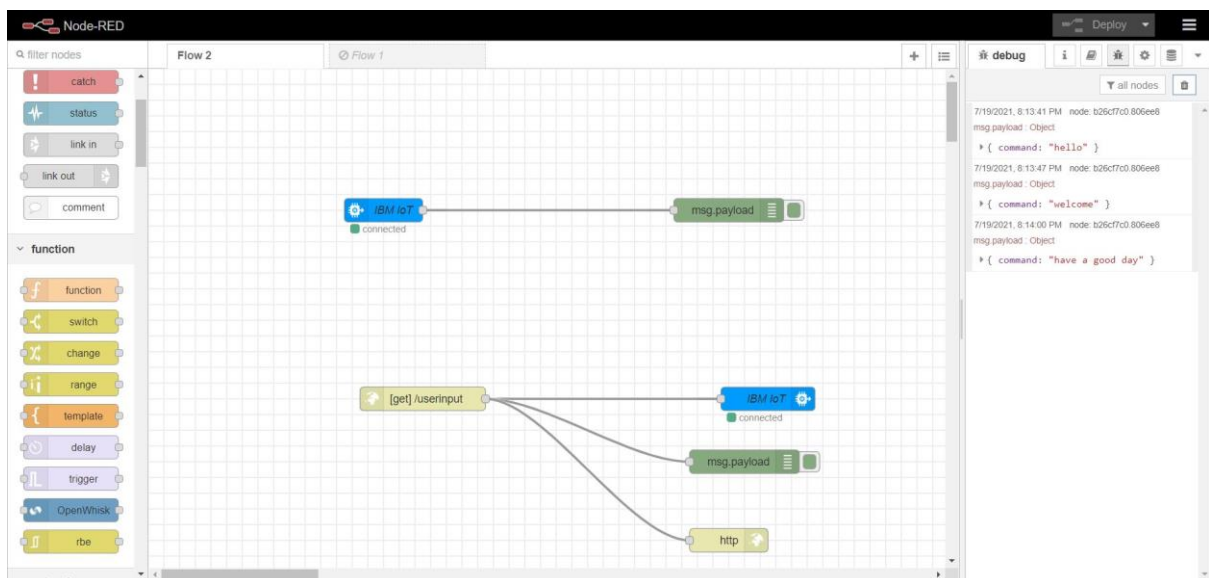 Node-RED
Deploy
filter nodes
catch
status
link in
link out
comment
function
function
switch
change
range
template
delay
trigger
OpenWhisk
rbe
Flow 2
Flow 1
IBM IoT
connected
msg.payload
[get] /userinput
IBM IoT
connected
msg.payload
http
debug
all nodes
7/19/2021, 8:13:41 PM node: b26cf7c0.806ee8
msg.payload : Object
{ command: "hello" }
7/19/2021, 8:13:47 PM node: b26cf7c0.806ee8
msg.payload : Object
{ command: "welcome" }
7/19/2021, 8:14:00 PM node: b26cf7c0.806ee8
msg.payload : Object
{ command: "have a good day" }